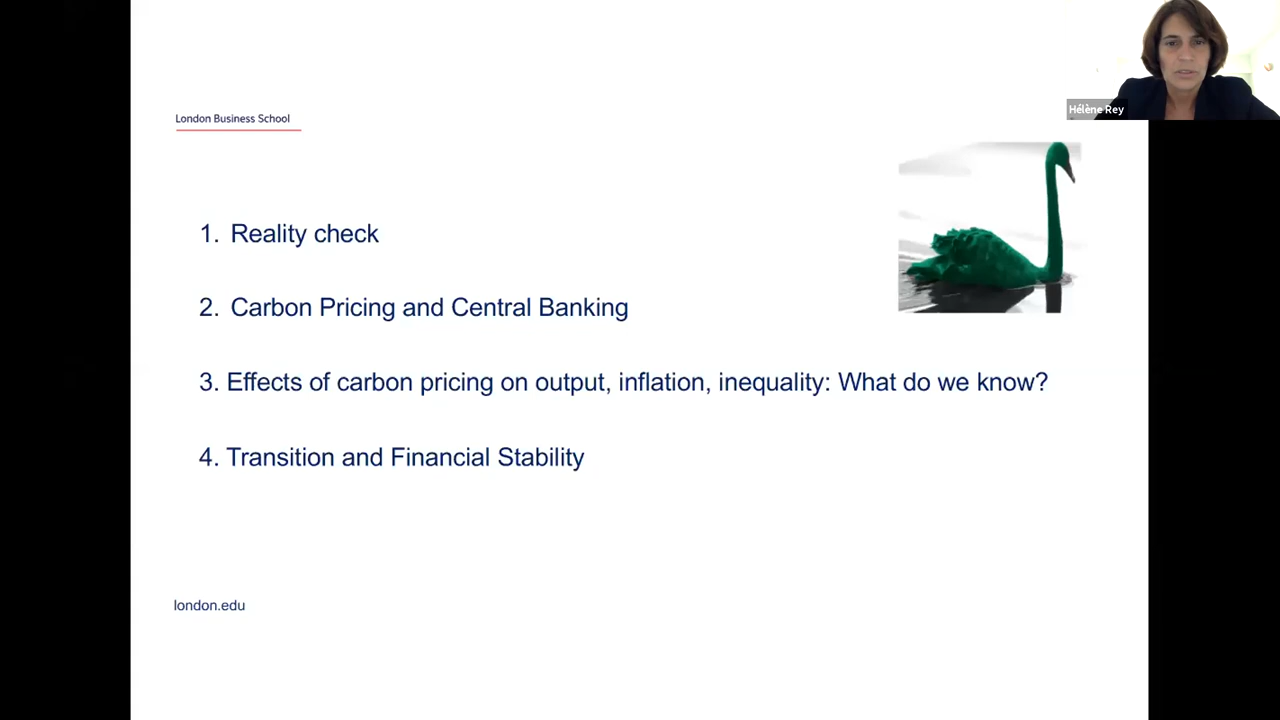 Hélène Rey
London Business School
1. Reality check
2. Carbon Pricing and Central Banking
3. Effects of carbon pricing on output, inflation, inequality: What do we know?
4. Transition and Financial Stability
london.edu